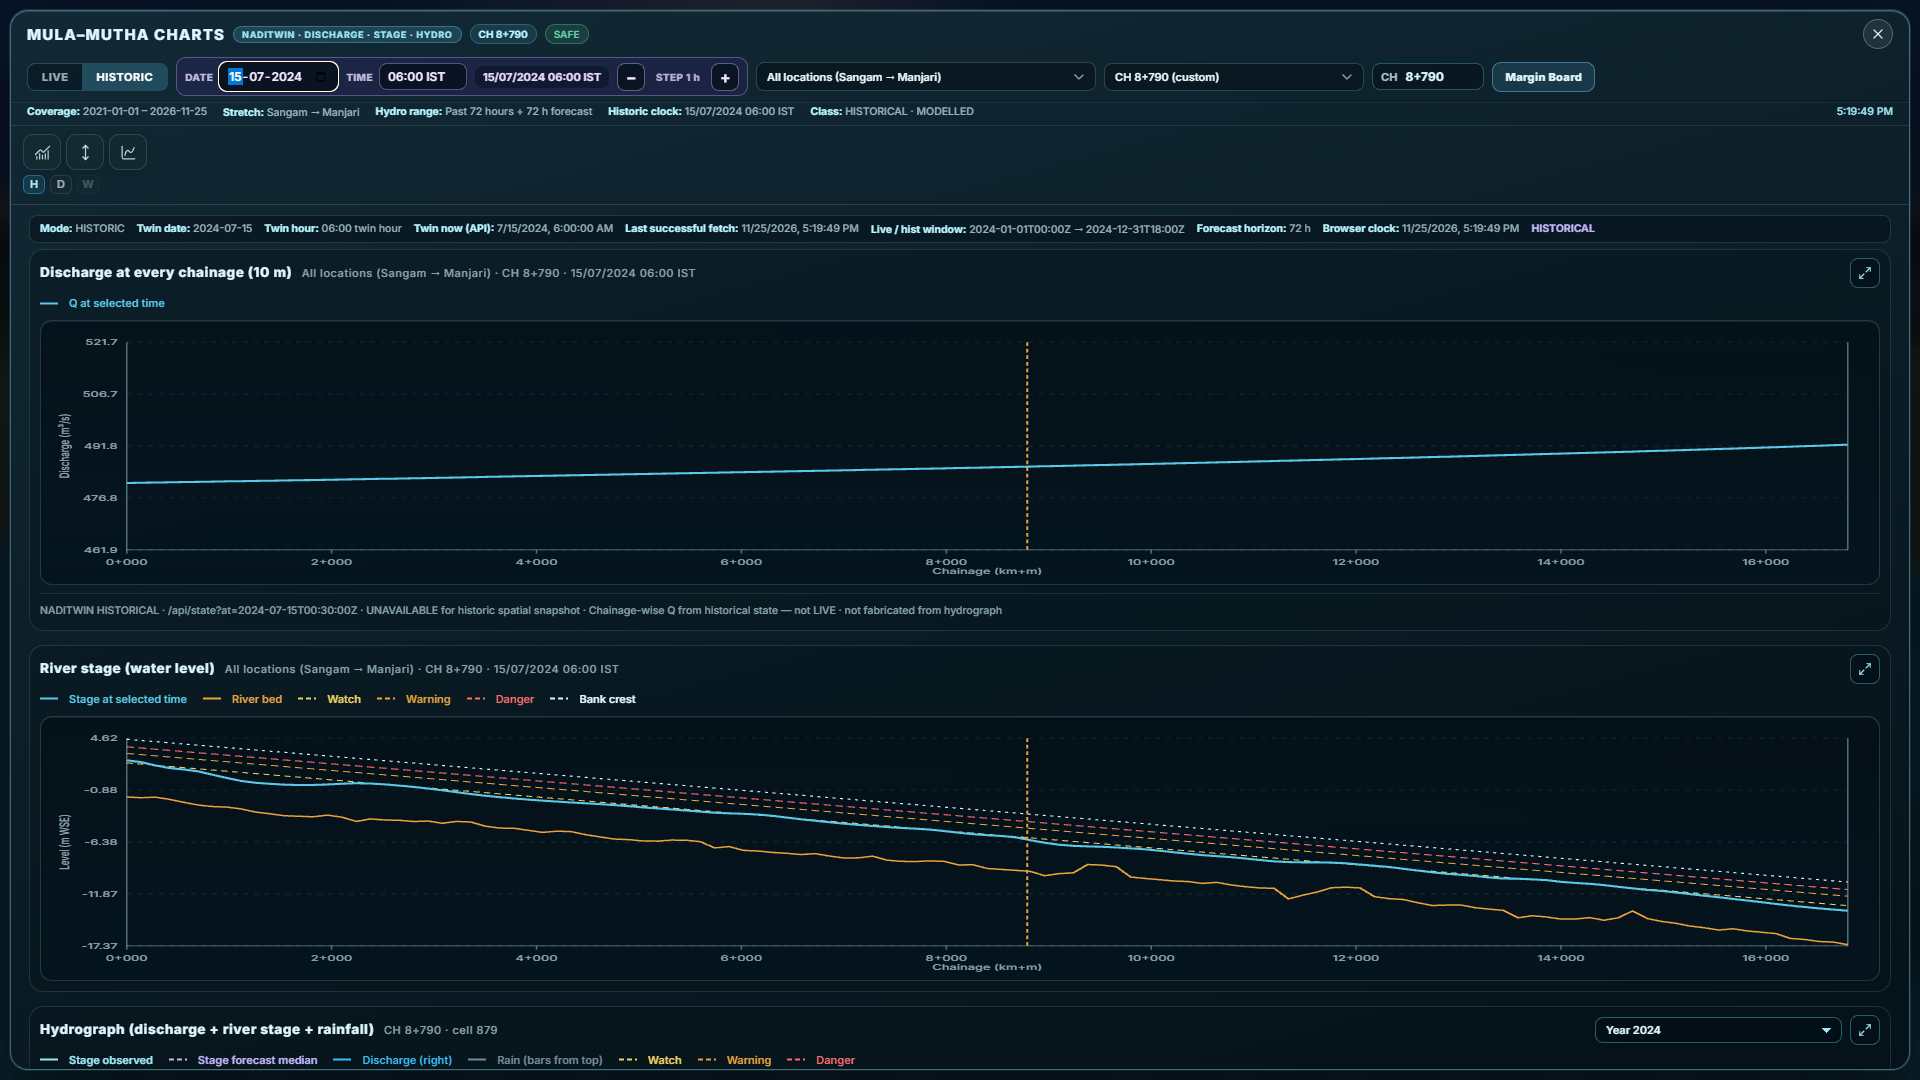 MULA–MUTHA CHARTS NADITWIN · DISCHARGE · STAGE · HYDRO CH 8+790 SAFE
LIVE HISTORIC DATE 15-07-2024 TIME 06:00 IST 15/07/2024 06:00 IST − STEP 1 h + All locations (Sangam → Manjari) CH 8+790 (custom) CH 8+790 Margin Board
Coverage: 2021-01-01 – 2026-11-25 Stretch: Sangam → Manjari Hydro range: Past 72 hours + 72 h forecast Historic clock: 15/07/2024 06:00 IST Class: HISTORICAL · MODELLED 5:19:49 PM
H D W
Mode: HISTORIC Twin date: 2024-07-15 Twin hour: 06:00 twin hour Twin now (API): 7/15/2024, 6:00:00 AM Last successful fetch: 11/25/2026, 5:19:49 PM Live / hist window: 2024-01-01T00:00Z → 2024-12-31T18:00Z Forecast horizon: 72 h Browser clock: 11/25/2026, 5:19:49 PM HISTORICAL
Discharge at every chainage (10 m) All locations (Sangam → Manjari) · CH 8+790 · 15/07/2024 06:00 IST
Q at selected time
521.7
506.7
491.8
476.8
461.9
Discharge (m³/s)
0+000 2+000 4+000 6+000 8+000 10+000 12+000 14+000 16+000
Chainage (km+m)
NADITWIN HISTORICAL · /api/state?at=2024-07-15T00:30:00Z · UNAVAILABLE for historic spatial snapshot · Chainage-wise Q from historical state — not LIVE · not fabricated from hydrograph
River stage (water level) All locations (Sangam → Manjari) · CH 8+790 · 15/07/2024 06:00 IST
Stage at selected time River bed Watch Warning Danger Bank crest
4.62
-0.88
-6.38
-11.87
-17.37
Level (m WSE)
0+000 2+000 4+000 6+000 8+000 10+000 12+000 14+000 16+000
Chainage (km+m)
Hydrograph (discharge + river stage + rainfall) CH 8+790 · cell 879 Year 2024
Stage observed Stage forecast median Discharge (right) Rain (bars from top) Watch Warning Danger